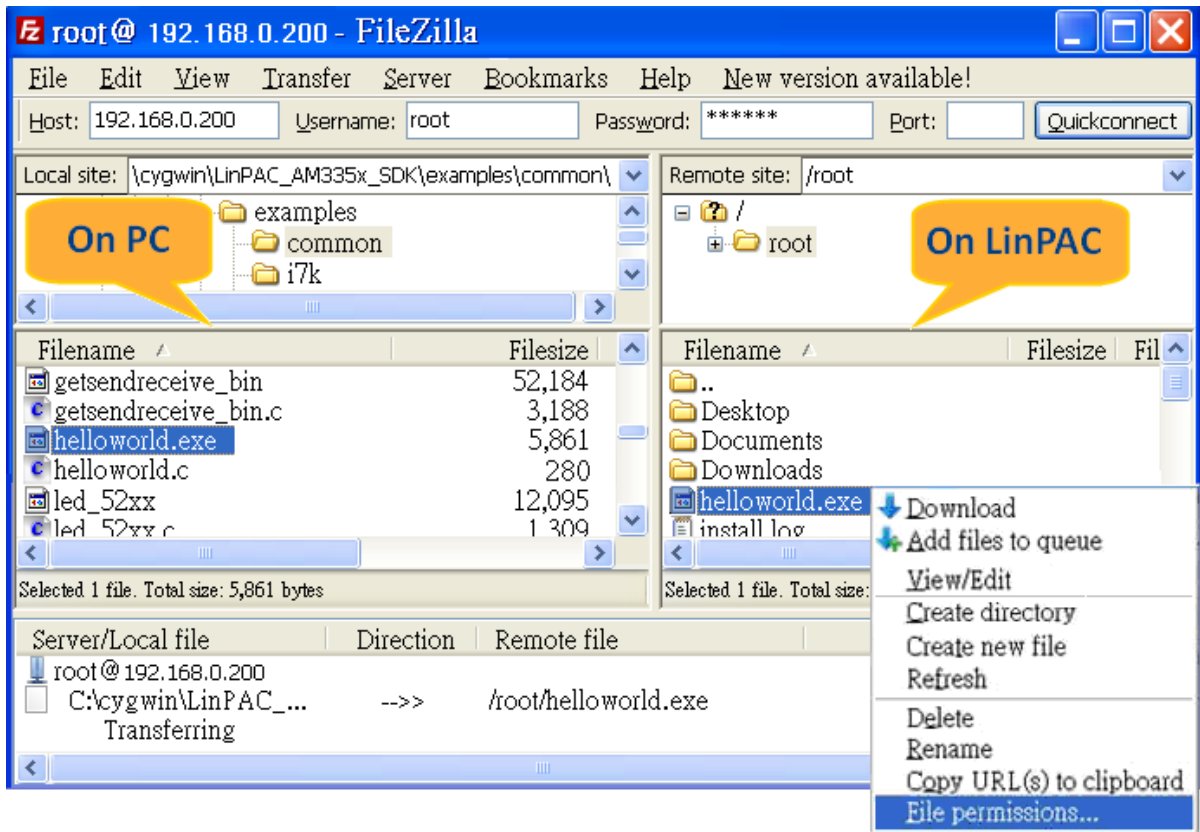 root@ 192.168.0.200 - FileZilla
File Edit View Transfer Server Bookmarks Help New version available!
Host: 192.168.0.200 Username: root Password: ****** Port: Quickconnect
Local site: \cygwin\LinPAC_AM335x_SDK\examples\common\
examples
common
i7k
On PC
Remote site: /root
/
root
On LinPAC
Filename Filesize
getsendreceive_bin 52,184
getsendreceive_bin.c 3,188
helloworld.exe 5,861
helloworld.c 280
led_52xx 12,095
led_52xx.c 1,309
Selected 1 file. Total size: 5,861 bytes
Filename Filesize Fil
..
Desktop
Documents
Downloads
helloworld.exe
install.log
Selected 1 file. Total size:
Download
Add files to queue
View/Edit
Create directory
Create new file
Refresh
Delete
Rename
Copy URL(s) to clipboard
File permissions...
Server/Local file Direction Remote file
root@192.168.0.200
C:\cygwin\LinPAC_... -->> /root/helloworld.exe
Transferring